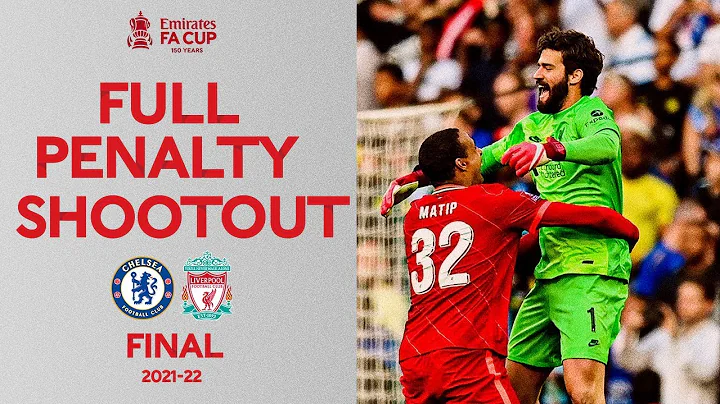 Emirates
FA CUP
150 YEARS
FULL
PENALTY
SHOOTOUT
CHELSEA
FOOTBALL CLUB
LIVERPOOL
FOOTBALL CLUB
FINAL
2021-22
MATIP
32
1